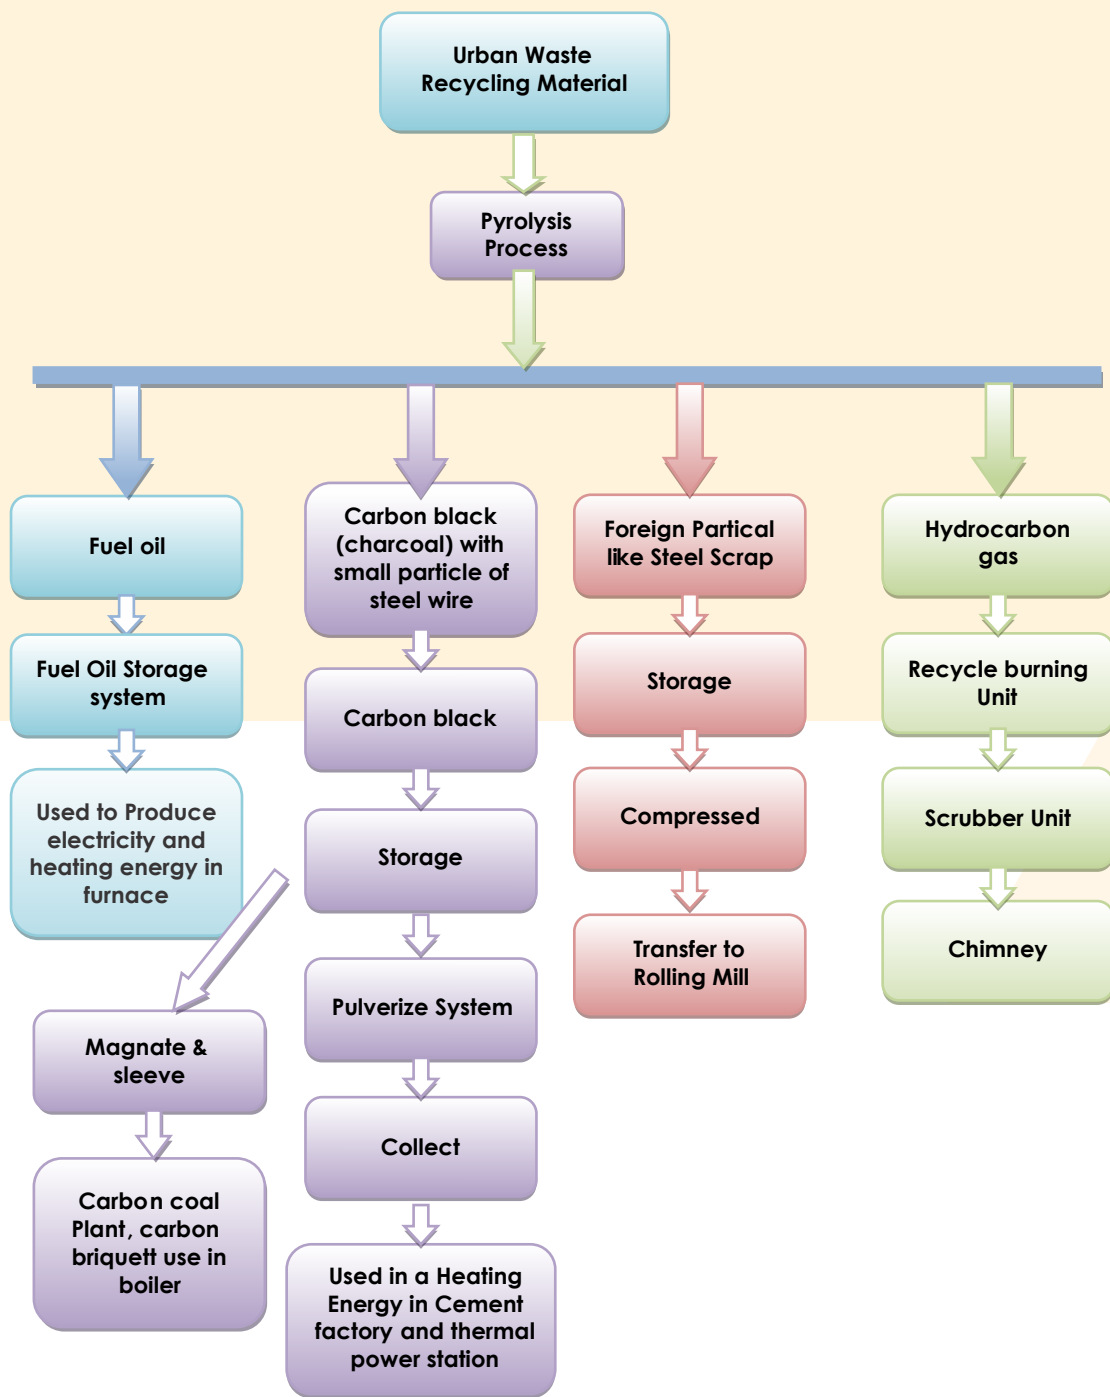 Urban Waste
Recycling Material
Pyrolysis
Process
Fuel oil
Fuel Oil Storage
system
Used to Produce
electricity and
heating energy in
furnace
Carbon black
(charcoal) with
small particle of
steel wire
Carbon black
Storage
Pulverize System
Collect
Used in a Heating
Energy in Cement
factory and thermal
power station
Magnate &
sleeve
Carbon coal
Plant, carbon
briquett use in
boiler
Foreign Partical
like Steel Scrap
Storage
Compressed
Transfer to
Rolling Mill
Hydrocarbon
gas
Recycle burning
Unit
Scrubber Unit
Chimney